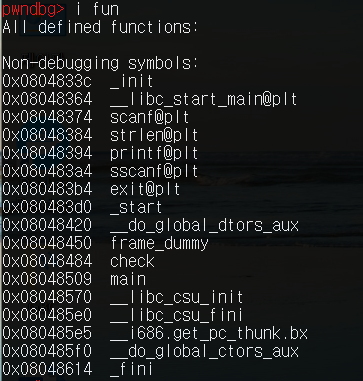 pwndbg> i fun
All defined functions:

Non-debugging symbols:
0x0804833c  _init
0x08048364  __libc_start_main@plt
0x08048374  scanf@plt
0x08048384  strlen@plt
0x08048394  printf@plt
0x080483a4  sscanf@plt
0x080483b4  exit@plt
0x080483d0  _start
0x08048420  __do_global_dtors_aux
0x08048450  frame_dummy
0x08048484  check
0x08048509  main
0x08048570  __libc_csu_init
0x080485e0  __libc_csu_fini
0x080485e5  __i686.get_pc_thunk.bx
0x080485f0  __do_global_ctors_aux
0x08048614  _fini